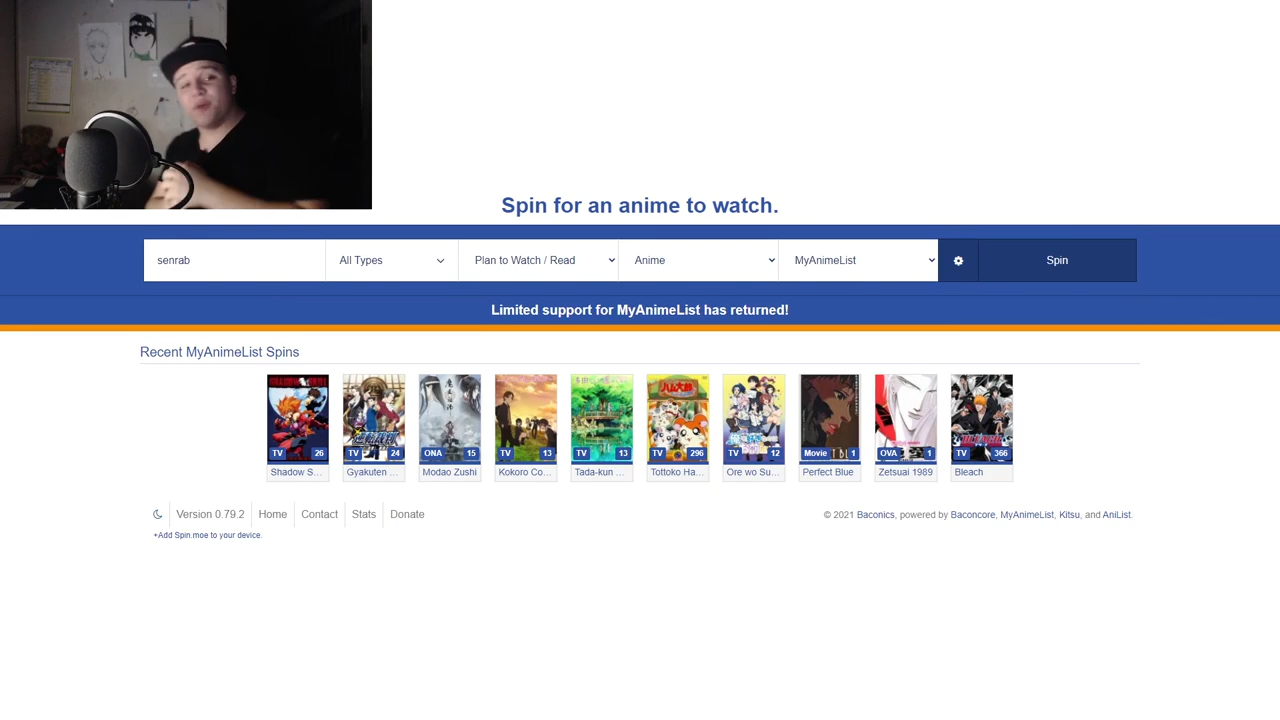 Spin for an anime to watch.
senrab
All Types
Plan to Watch / Read
Anime
MyAnimeList
Spin
Limited support for MyAnimeList has returned!
Recent MyAnimeList Spins
TV 26
TV 24
ONA 15
TV 13
TV 13
TV 296
TV 12
Movie 1
OVA 1
TV 366
Shadow S...
Gyakuten ...
Modao Zushi
Kokoro Co...
Tada-kun ...
Tottoko Ha...
Ore wo Su...
Perfect Blue
Zetsuai 1989
Bleach
Version 0.79.2
Home
Contact
Stats
Donate
© 2021 Baconics, powered by Baconcore, MyAnimeList, Kitsu, and AniList.
+Add Spin.moe to your device.